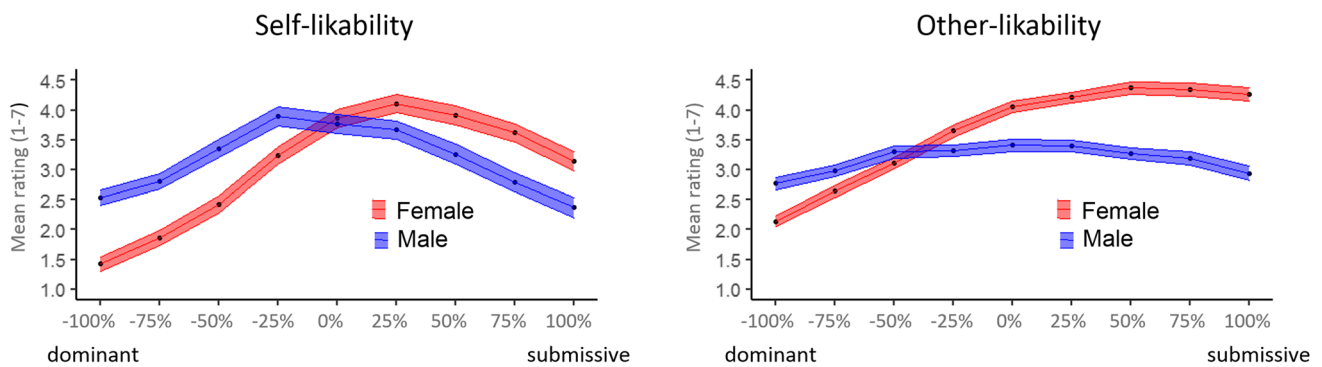 Self-likability
Mean rating (1-7)
4.5
4.0
3.5
3.0
2.5
2.0
1.5
1.0
Female
Male
-100% -75% -50% -25% 0% 25% 50% 75% 100%
dominant submissive
Other-likability
Mean rating (1-7)
4.5
4.0
3.5
3.0
2.5
2.0
1.5
1.0
Female
Male
-100% -75% -50% -25% 0% 25% 50% 75% 100%
dominant submissive